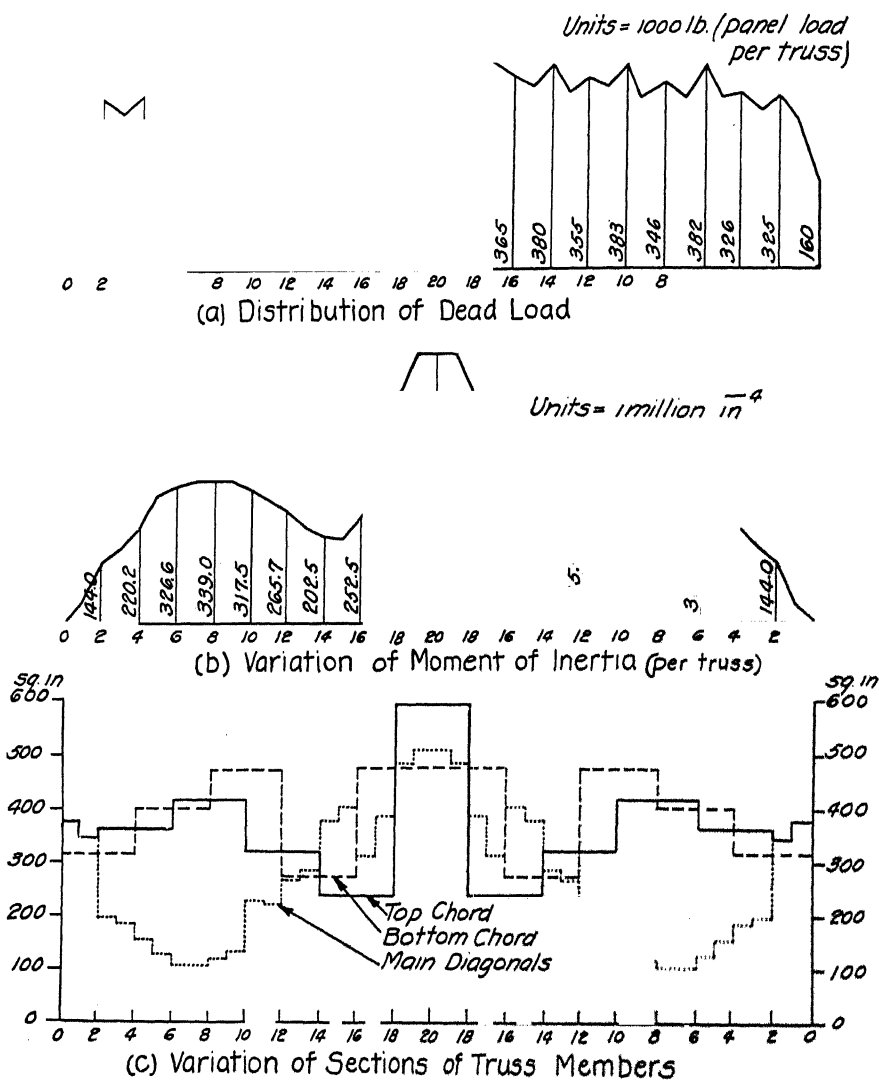 Units = 1000 lb. (panel load
per truss)
365 380 355 383 346 382 326 325 160
0 2 8 10 12 14 16 18 20 18 16 14 12 10 8
(a) Distribution of Dead Load
Units = 1 million in⁴
144.0 220.2 326.6 339.0 317.5 265.7 202.5 252.5 5. 3 144.0
0 2 4 6 8 10 12 14 16 18 20 18 14 12 10 8 6 4 2
(b) Variation of Moment of Inertia (per truss)
sq. in sq. in
600 600
500 500
400 400
300 300
200 200
Top Chord
Bottom Chord
Main Diagonals
100 100
0 0
0 2 4 6 8 10 12 14 16 18 20 18 16 14 12 10 8 6 4 2 0
(c) Variation of Sections of Truss Members